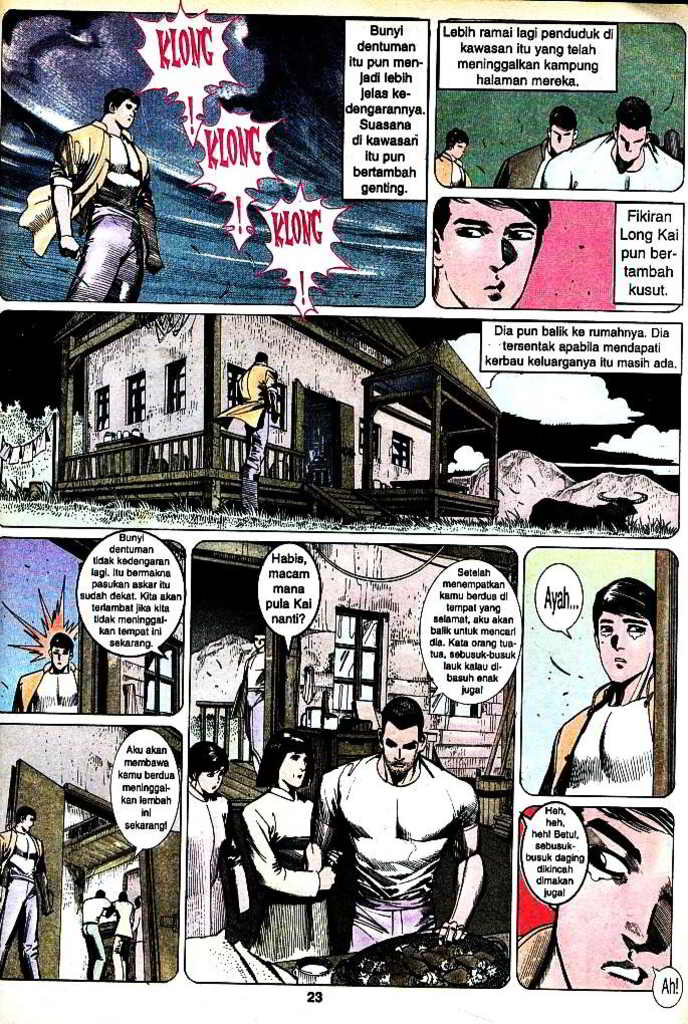 KLONG
!
KLONG
!
KLONG
!
Bunyi
dentuman
itu pun men-
jadi lebih
jelas ke-
dengarannya.
Suasana
di kawasan
itu pun
bertambah
genting.
Lebih ramai lagi penduduk di
kawasan itu yang telah
meninggalkan kampung
halaman mereka.
Fikiran
Long Kai
pun ber-
tambah
kusut.
Dia pun balik ke rumahnya. Dia
tersentak apabila mendapati
kerbau keluarganya itu masih ada.
Bunyi
dentuman
tidak kedengaran
lagi. Itu bermakna
pasukan askar itu
sudah dekat. Kita akan
terlambat jika kita
tidak meninggal-
kan tempat ini
sekarang.
Habis,
macam
mana
pula Kai
nanti?
Setelah
menempatkan
kamu berdua di
tempat yang
selamat, aku akan
balik untuk mencari
Dia. Kata orang tua-
tua, sebusuk-busuk
lauk kalau di-
basuh enak
juga!
Ayah...
Aku akan
membawa
kamu berdua
meninggal-
kan lembah
ini
sekarang!
Heh,
heh,
heh! Betul,
sebusuk-
busuk daging
dikincah
dimakan
juga!
Ah!
23